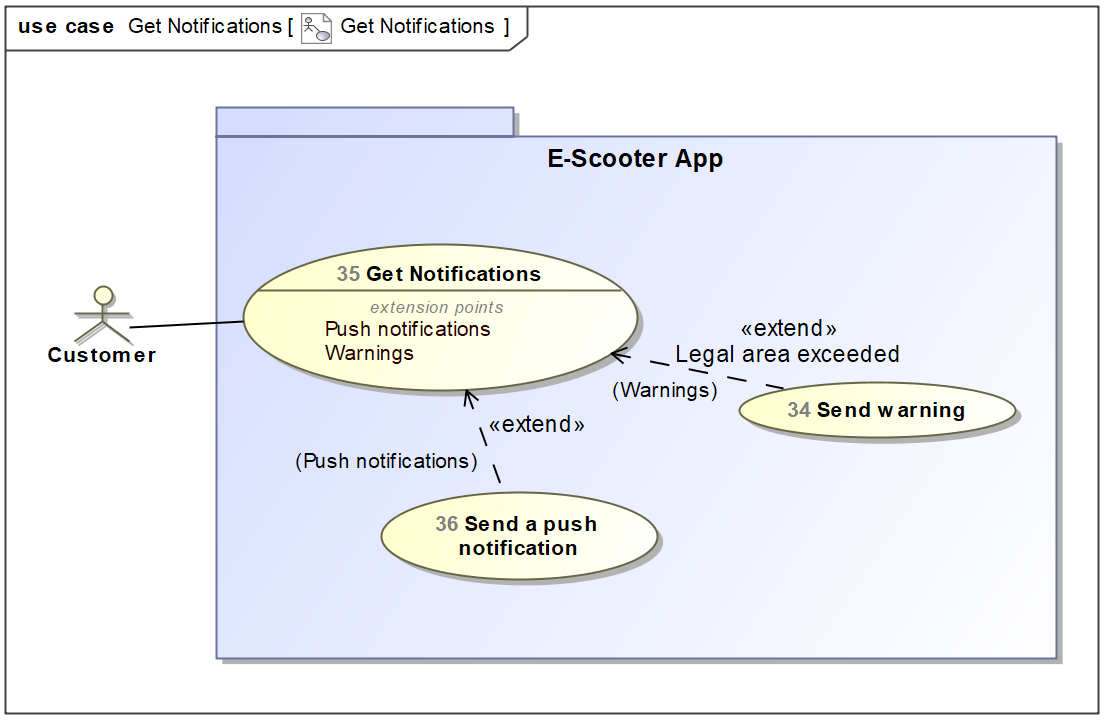 use case Get Notifications [ Get Notifications ]
E-Scooter App
35 Get Notifications
extension points
Push notifications
Warnings
Customer
«extend»
Legal area exceeded
(Warnings)
34 Send warning
«extend»
(Push notifications)
36 Send a push
notification